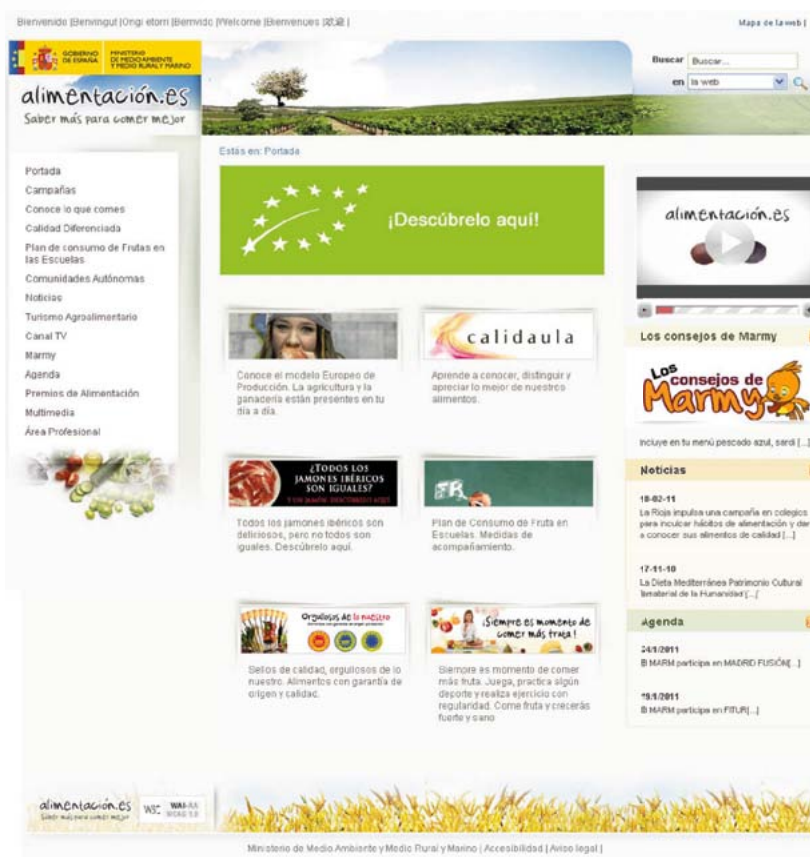 Bienvenido |Benvingut |Ongi etorri |Benvido |Welcome |Bienvenues |欢迎 |
Mapa de la web |
GOBIERNO DE ESPAÑA
MINISTERIO DE MEDIO AMBIENTE Y MEDIO RURAL Y MARINO
alimentación.es
Saber más para comer mejor
Buscar Buscar...
en la web
Estás en: Portada
Portada
Campañas
Conoce lo que comes
Calidad Diferenciada
Plan de consumo de Frutas en
las Escuelas
Comunidades Autónomas
Noticias
Turismo Agroalimentario
Canal TV
Marmy
Agenda
Premios de Alimentación
Multimedia
Área Profesional
¡Descúbrelo aquí!
Conoce el modelo Europeo de
Producción. La agricultura y la
ganadería están presentes en tu
día a día.
calidaula
Aprende a conocer, distinguir y
apreciar lo mejor de nuestros
alimentos.
¿TODOS LOS
JAMONES IBÉRICOS
SON IGUALES?
Todos los jamones ibéricos son
deliciosos, pero no todos son
iguales. Descúbrelo aquí.
Plan de Consumo de Fruta en
Escuelas. Medidas de
acompañamiento.
Orgullosos de lo nuestro
Sellos de calidad, orgullosos de lo
nuestro. Alimentos con garantía de
origen y calidad.
¡Siempre es momento de
comer más fruta!
Siempre es momento de comer
más fruta. Juega, practica algún
deporte y realiza ejercicio con
regularidad. Come fruta y crecerás
fuerte y sano
alimentación.es
Los consejos de Marmy
Los
consejos de
Marmy
Incluye en tu menú pescado azul, sardi [...]
Noticias
18-02-11
La Rioja impulsa una campaña en colegios
para inculcar hábitos de alimentación y dar
a conocer sus alimentos de calidad [...]
17-11-10
La Dieta Mediterránea Patrimonio Cultural
Inmaterial de la Humanidad [...]
Agenda
24/1/2011
El MARM participa en MADRID FUSIÓN[...]
19/1/2011
El MARM participa en FITUR[...]
alimentación.es
Saber más para comer mejor
W3C WAI-AA
WCAG 1.0
Ministerio de Medio Ambiente y Medio Rural y Marino | Accesibilidad | Aviso legal |